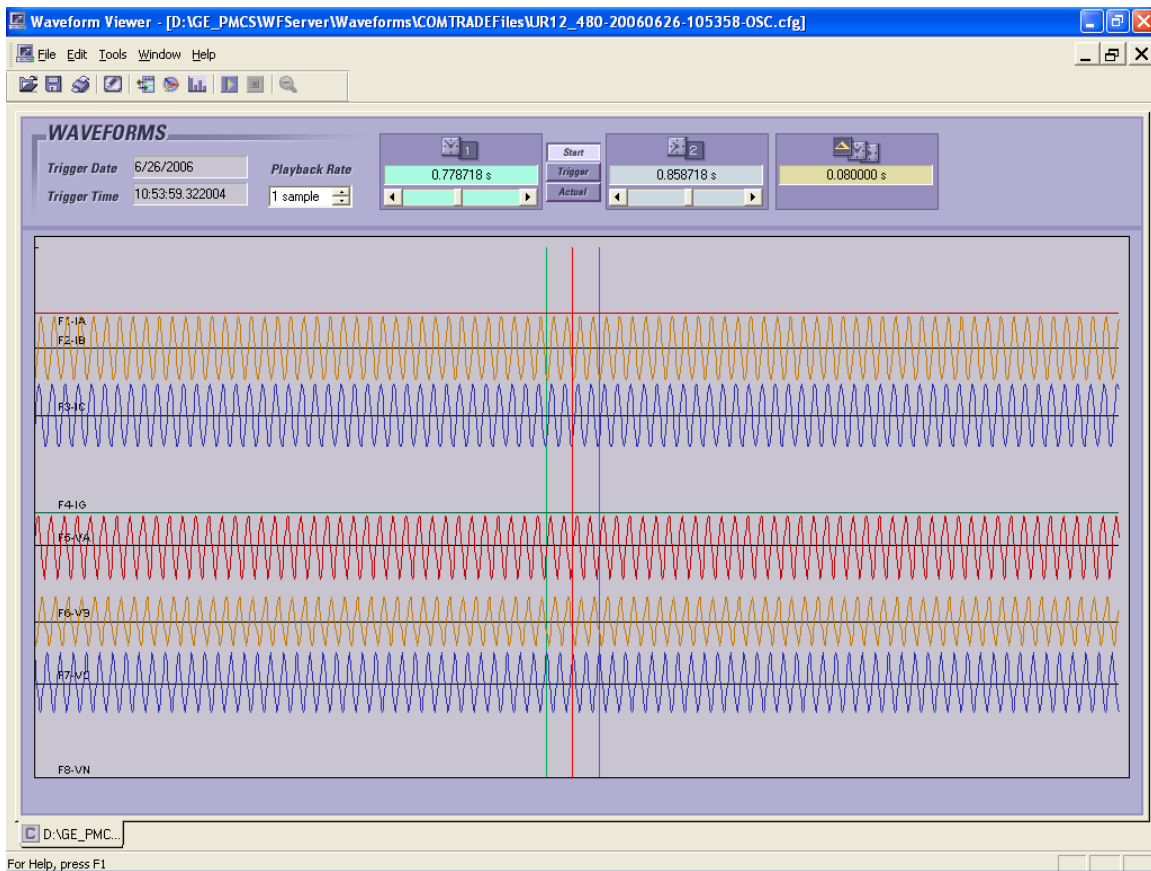 Waveform Viewer - [D:\GE_PMCS\WFServer\Waveforms\COMTRADEFiles\UR12_480-20060626-105358-OSC.cfg]
File Edit Tools Window Help
WAVEFORMS
Trigger Date 6/26/2006
Trigger Time 10:53:59.322004
Playback Rate
1 sample
1
0.778718 s
Start
Trigger
Actual
2
0.858718 s
0.080000 s
F1-IA
F2-IB
F3-IC
F4-IG
F5-VA
F6-VB
F7-VC
F8-VN
C D:\GE_PMC...
For Help, press F1